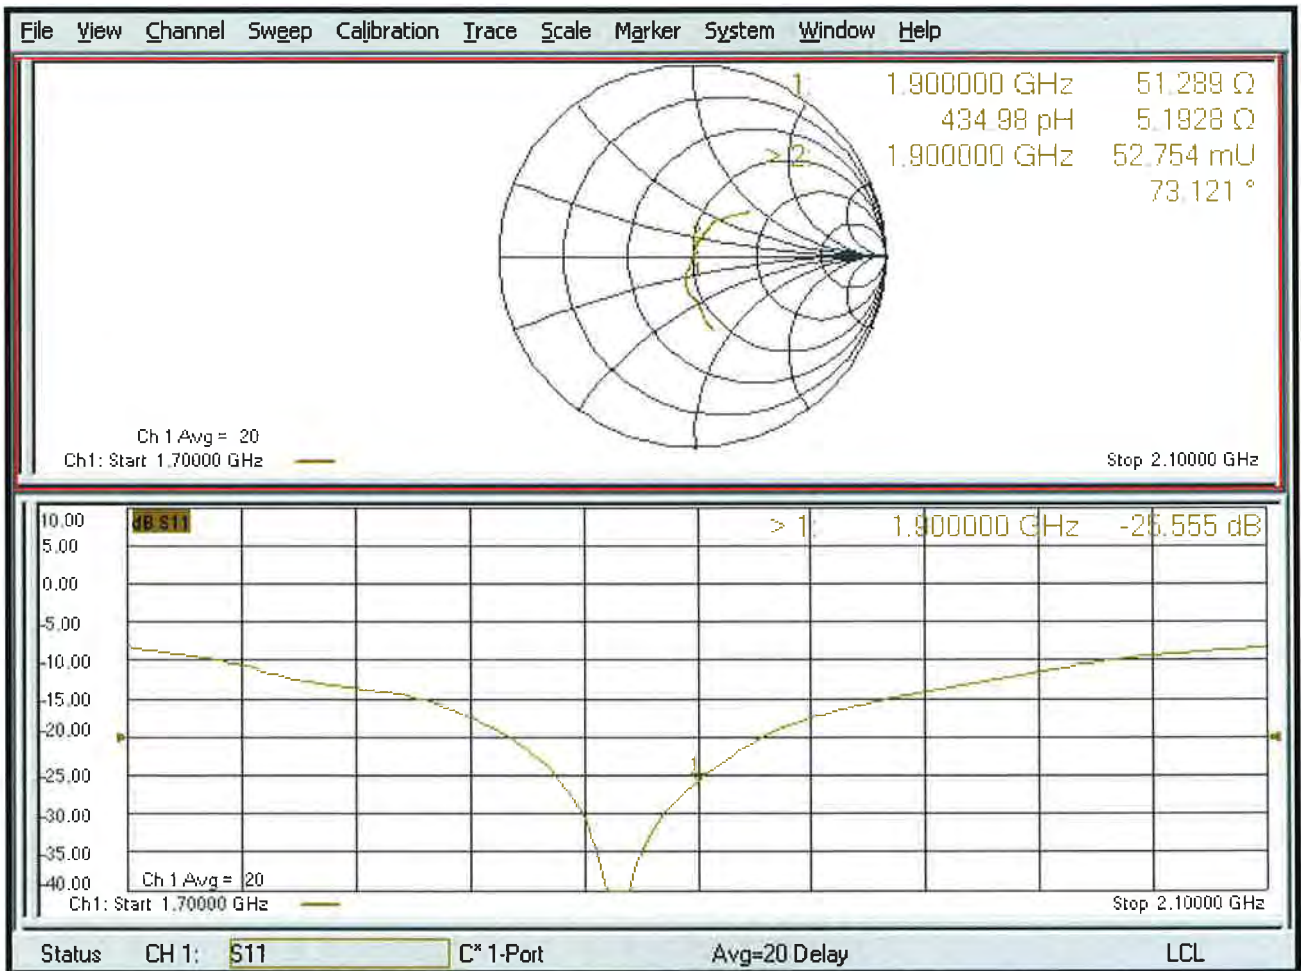 File View Channel Sweep Calibration Trace Scale Marker System Window Help
1: 1.900000 GHz 51.289 Ω
434.98 pH 5.1928 Ω
> 2: 1.900000 GHz 52.754 mU
73.121 °
Ch 1 Avg = 20
Ch1: Start 1.70000 GHz
Stop 2.10000 GHz
10.00
dB S11
> 1: 1.900000 GHz -25.555 dB
5.00
0.00
-5.00
-10.00
-15.00
-20.00
1
-25.00
-30.00
-35.00
-40.00
Ch 1 Avg = 20
Ch1: Start 1.70000 GHz
Stop 2.10000 GHz
Status CH 1: S11 C* 1-Port Avg=20 Delay LCL